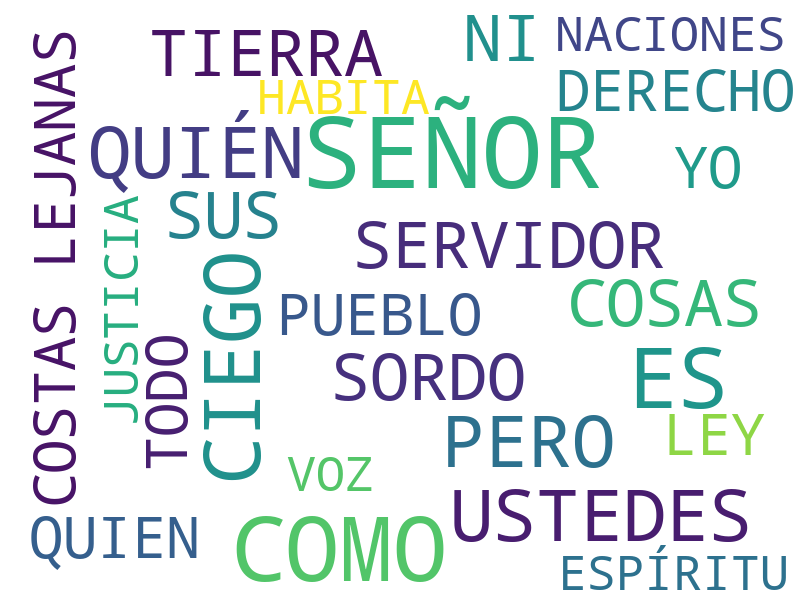 NI
NACIONES
TIERRA
COSTAS LEJANAS
HABITA
DERECHO
SEÑOR
QUIÉN
YO
SUS
JUSTICIA
SERVIDOR
CIEGO
COSAS
PUEBLO
TODO
SORDO
ES
PERO
LEY
VOZ
USTEDES
QUIEN
COMO
ESPÍRITU